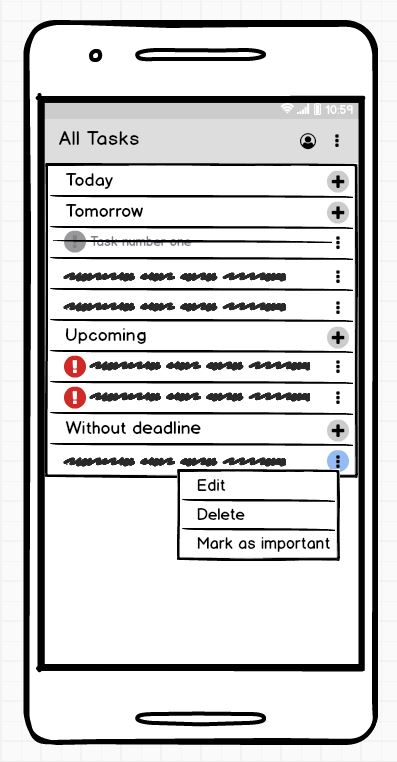 10:59
All Tasks
Today
Tomorrow
Task number one
Upcoming
Without deadline
Edit
Delete
Mark as important